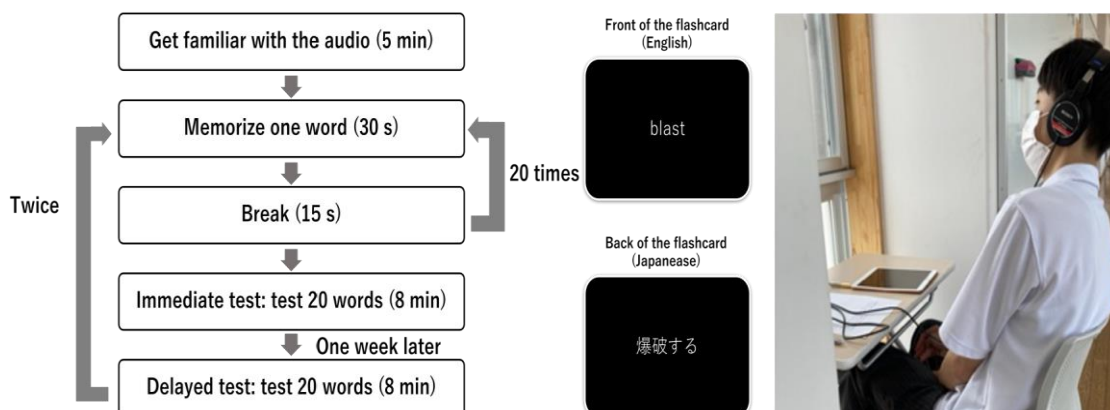 Get familiar with the audio (5 min)
Memorize one word (30 s)
Break (15 s)
20 times
Twice
Immediate test: test 20 words (8 min)
One week later
Delayed test: test 20 words (8 min)
Front of the flashcard
(English)
blast
Back of the flashcard
(Japanease)
爆破する